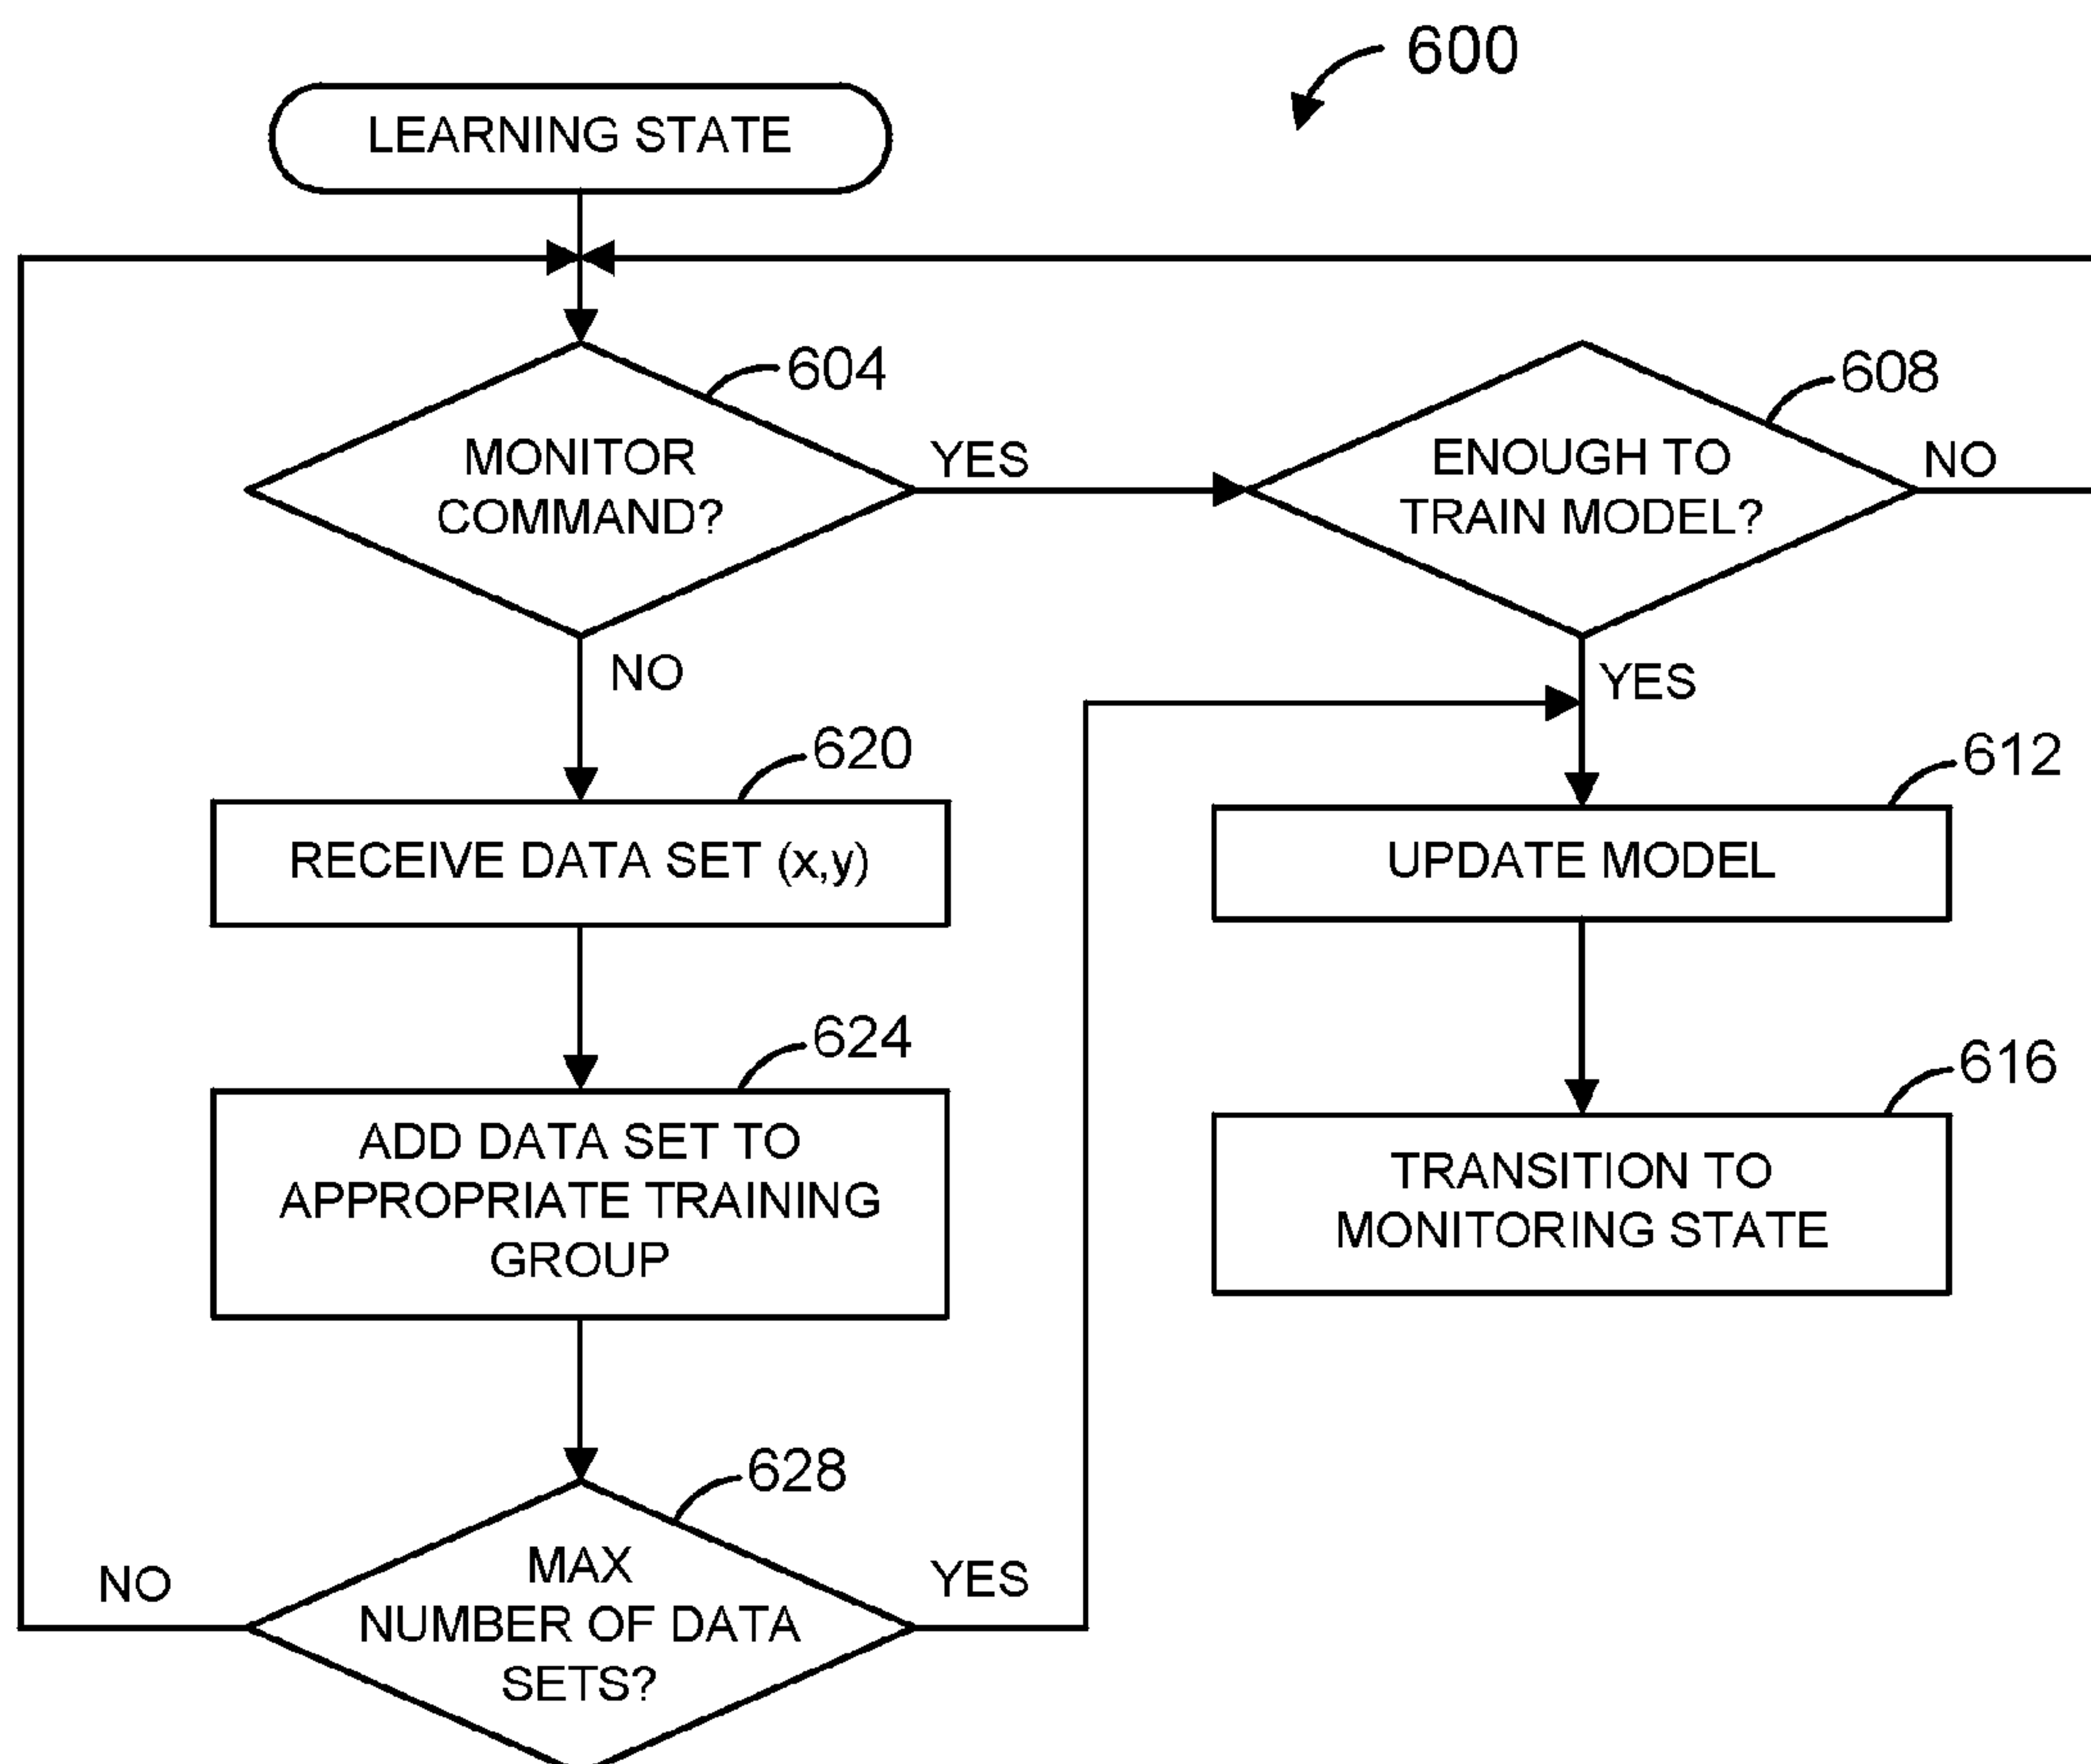 600
LEARNING STATE
604
MONITOR
COMMAND?
YES
NO
608
ENOUGH TO
TRAIN MODEL?
NO
YES
620
RECEIVE DATA SET (x,y)
612
UPDATE MODEL
624
ADD DATA SET TO
APPROPRIATE TRAINING
GROUP
616
TRANSITION TO
MONITORING STATE
628
MAX
NUMBER OF DATA
SETS?
NO
YES